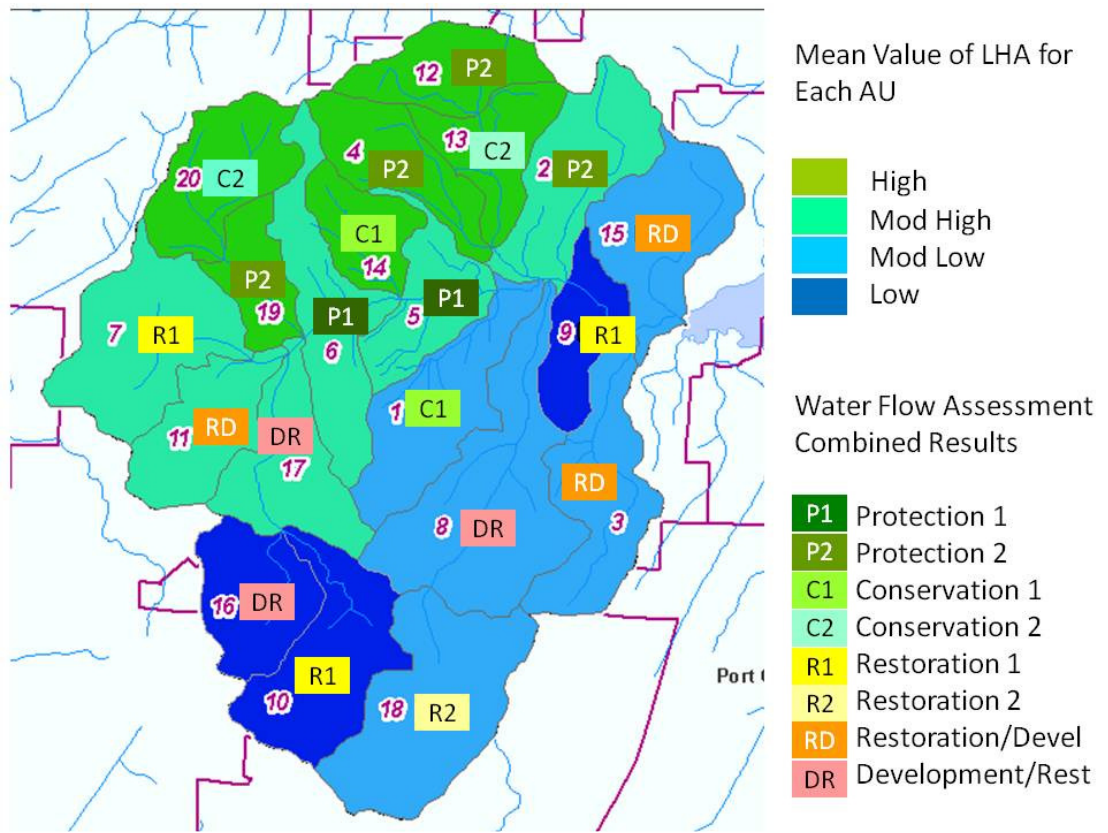 12 P2
13 C2
4 P2
2 P2
20 C2
C1
14
15 RD
P2
19
P1
5
P1
6
7 R1
9 R1
1 C1
11 RD
DR
17
RD
3
8 DR
16 DR
R1
10
18 R2
Port
Mean Value of LHA for
Each AU
High
Mod High
Mod Low
Low
Water Flow Assessment
Combined Results
P1 Protection 1
P2 Protection 2
C1 Conservation 1
C2 Conservation 2
R1 Restoration 1
R2 Restoration 2
RD Restoration/Devel
DR Development/Rest